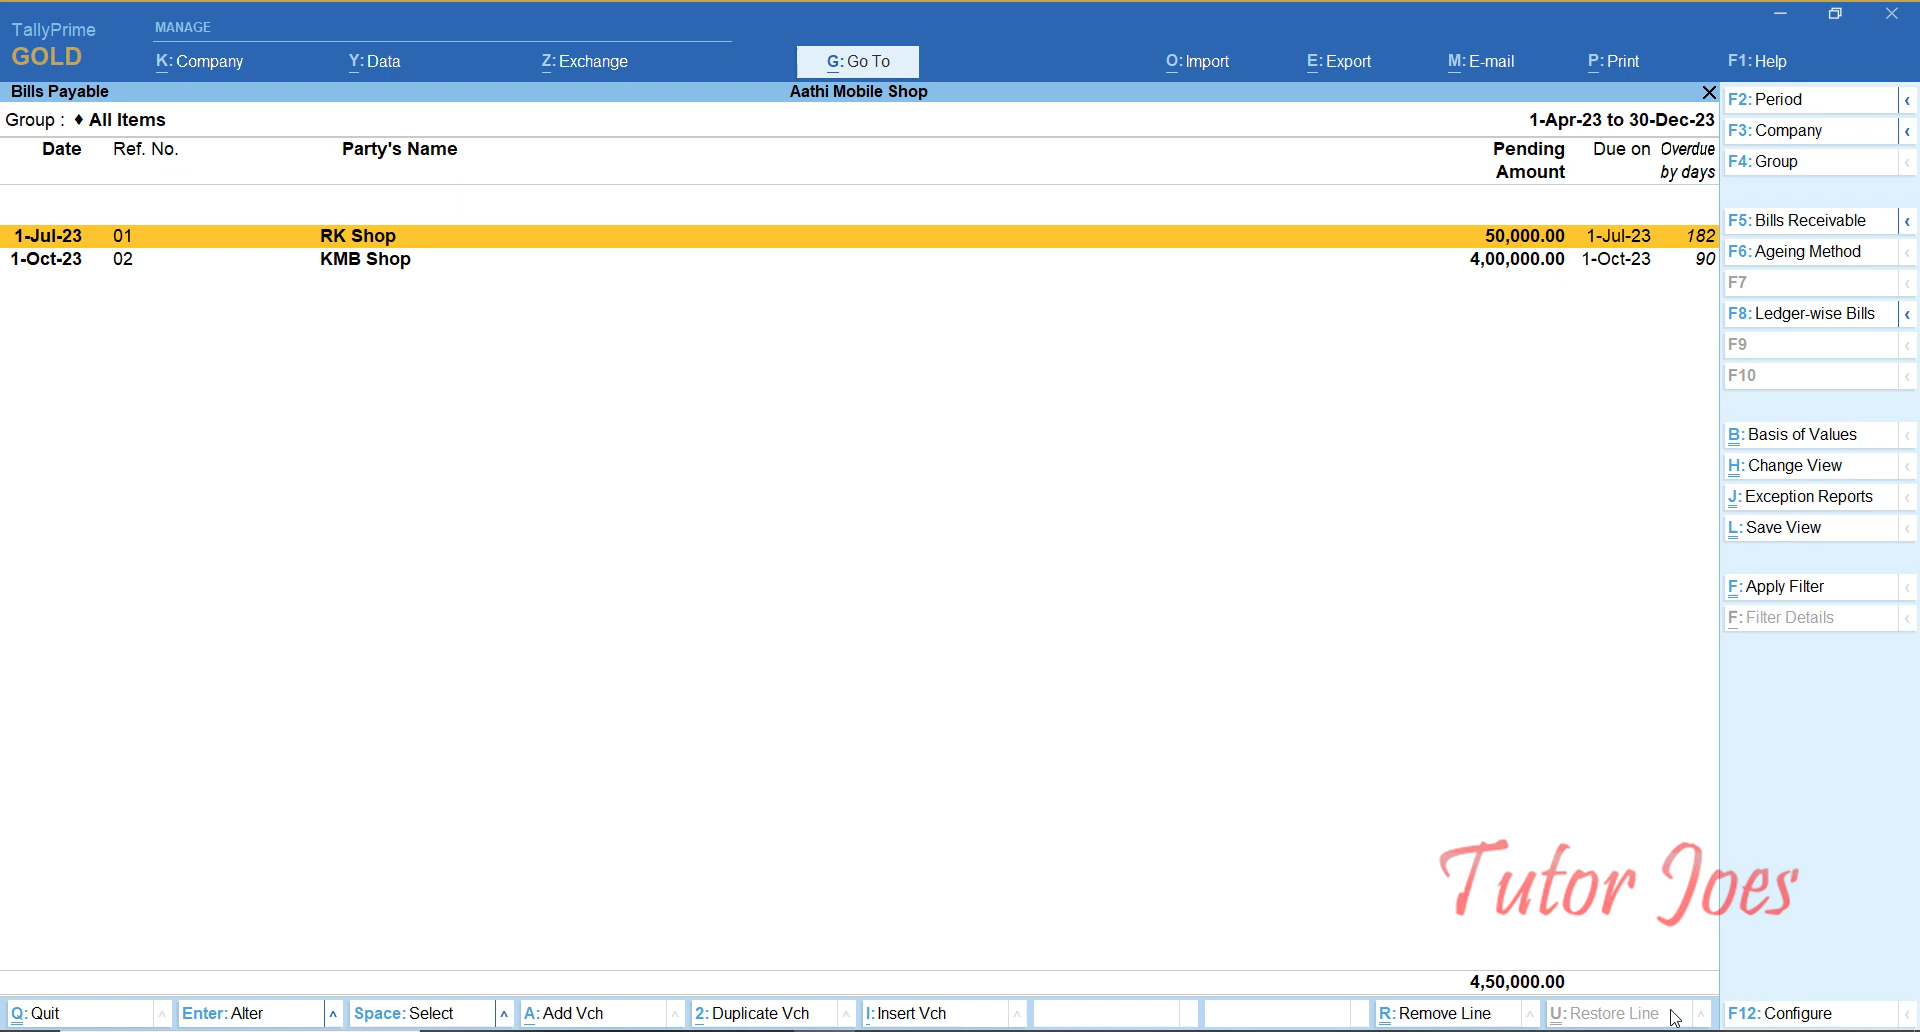 TallyPrime
GOLD
MANAGE
K: Company
Y: Data
Z: Exchange
G: Go To
O: Import
E: Export
M: E-mail
P: Print
F1: Help
Bills Payable
Aathi Mobile Shop
Group : ♦ All Items
1-Apr-23 to 30-Dec-23
Date Ref. No. Party's Name Pending Due on Overdue
Amount by days
1-Jul-23 01 RK Shop 50,000.00 1-Jul-23 182
1-Oct-23 02 KMB Shop 4,00,000.00 1-Oct-23 90
4,50,000.00
F2: Period
F3: Company
F4: Group
F5: Bills Receivable
F6: Ageing Method
F7
F8: Ledger-wise Bills
F9
F10
B: Basis of Values
H: Change View
J: Exception Reports
L: Save View
F: Apply Filter
F: Filter Details
Tutor Joes
Q: Quit
Enter: Alter
Space: Select
A: Add Vch
2: Duplicate Vch
I: Insert Vch
R: Remove Line
U: Restore Line
F12: Configure